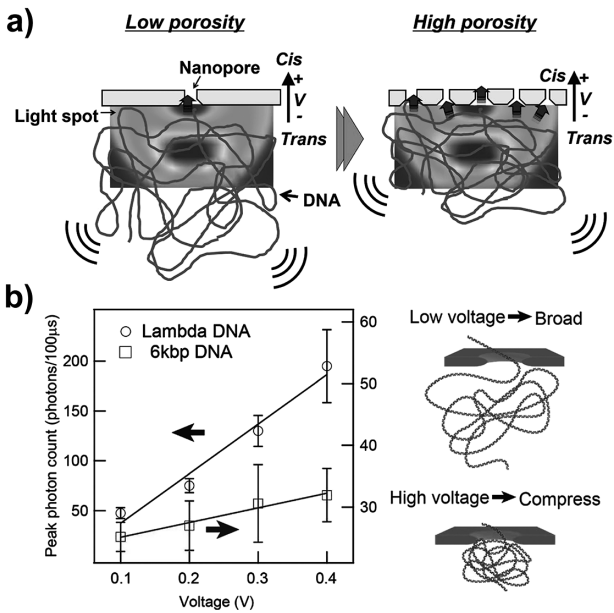 a)
Low porosity
High porosity
Nanopore
Cis
+
V
-
Trans
Light spot
DNA
Cis
+
V
-
Trans
b)
Peak photon count (photons/100μs)
200
150
100
50
Lambda DNA
6kbp DNA
60
50
40
30
0.1
0.2
0.3
0.4
Voltage (V)
Low voltage
Broad
High voltage
Compress